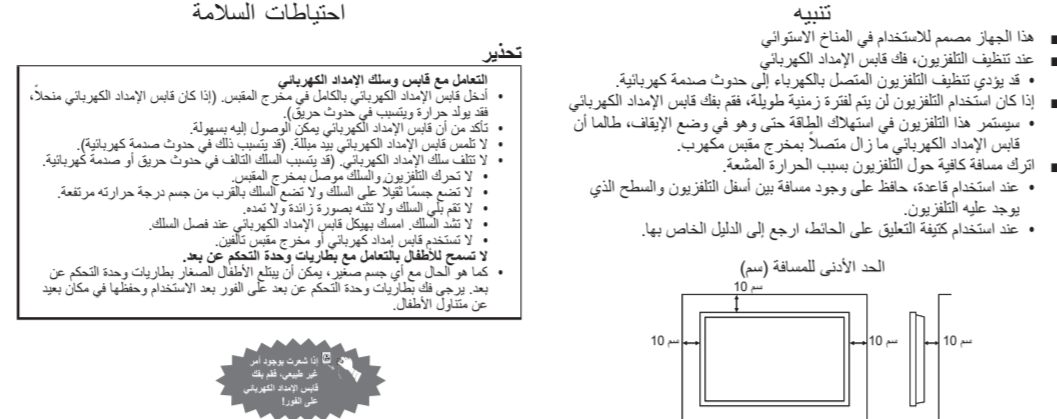 احتياطات السلامة
تحذير
التعامل مع قابس وسلك الإمداد الكهربائي
• أدخل قابس الإمداد الكهربائي بالكامل في مخرج المقبس. (إذا كان قابس الإمداد الكهربائي منحلاً،
فقد يولد حرارة ويتسبب في حدوث حريق).
• تأكد من أن قابس الإمداد الكهربائي يمكن الوصول إليه بسهولة.
• لا تلمس قابس الإمداد الكهربائي بيد مبللة. (قد يتسبب ذلك في حدوث صدمة كهربائية).
• لا تتلف سلك الإمداد الكهربائي. (قد يتسبب السلك التالف في حدوث حريق أو صدمة كهربائية.
• لا تحرك التلفزيون والسلك موصل بمخرج المقبس.
• لا تضع جسمًا ثقيلاً على السلك ولا تضع السلك بالقرب من جسم درجة حرارته مرتفعة.
• لا تقم بلي السلك ولا تثنه بصورة زائدة ولا تمده.
• لا تشد السلك. امسك بهيكل قابس الإمداد الكهربائي عند فصل السلك.
• لا تستخدم قابس إمداد كهربائي أو مخرج مقبس تالفين.
لا تسمح للأطفال بالتعامل مع بطاريات وحدة التحكم عن بعد.
• كما هو الحال مع أي جسم صغير، يمكن أن يبتلع الأطفال الصغار بطاريات وحدة التحكم عن
بعد. يرجى فك بطاريات وحدة التحكم عن بعد على الفور بعد الاستخدام وحفظها في مكان بعيد
عن متناول الأطفال.
إذا شعرت بوجود أمر
غير طبيعي، فقم بفك
قابس الإمداد الكهربائي
على الفور!
تنبيه
■ هذا الجهاز مصمم للاستخدام في المناخ الاستوائي
■ عند تنظيف التلفزيون، فك قابس الإمداد الكهربائي
• قد يؤدي تنظيف التلفزيون المتصل بالكهرباء إلى حدوث صدمة كهربائية.
■ إذا كان استخدام التلفزيون لن يتم لفترة زمنية طويلة، فقم بفك قابس الإمداد الكهربائي
• سيستمر هذا التلفزيون في استهلاك الطاقة حتى وهو في وضع الإيقاف، طالما أن
قابس الإمداد الكهربائي ما زال متصلاً بمخرج مقبس مكهرب.
■ اترك مسافة كافية حول التلفزيون بسبب الحرارة المشعة.
• عند استخدام قاعدة، حافظ على وجود مسافة بين أسفل التلفزيون والسطح الذي
يوجد عليه التلفزيون.
• عند استخدام كتيفة التعليق على الحائط، ارجع إلى الدليل الخاص بها.
الحد الأدنى للمسافة (سم)
10 سم
10 سم
10 سم
10 سم